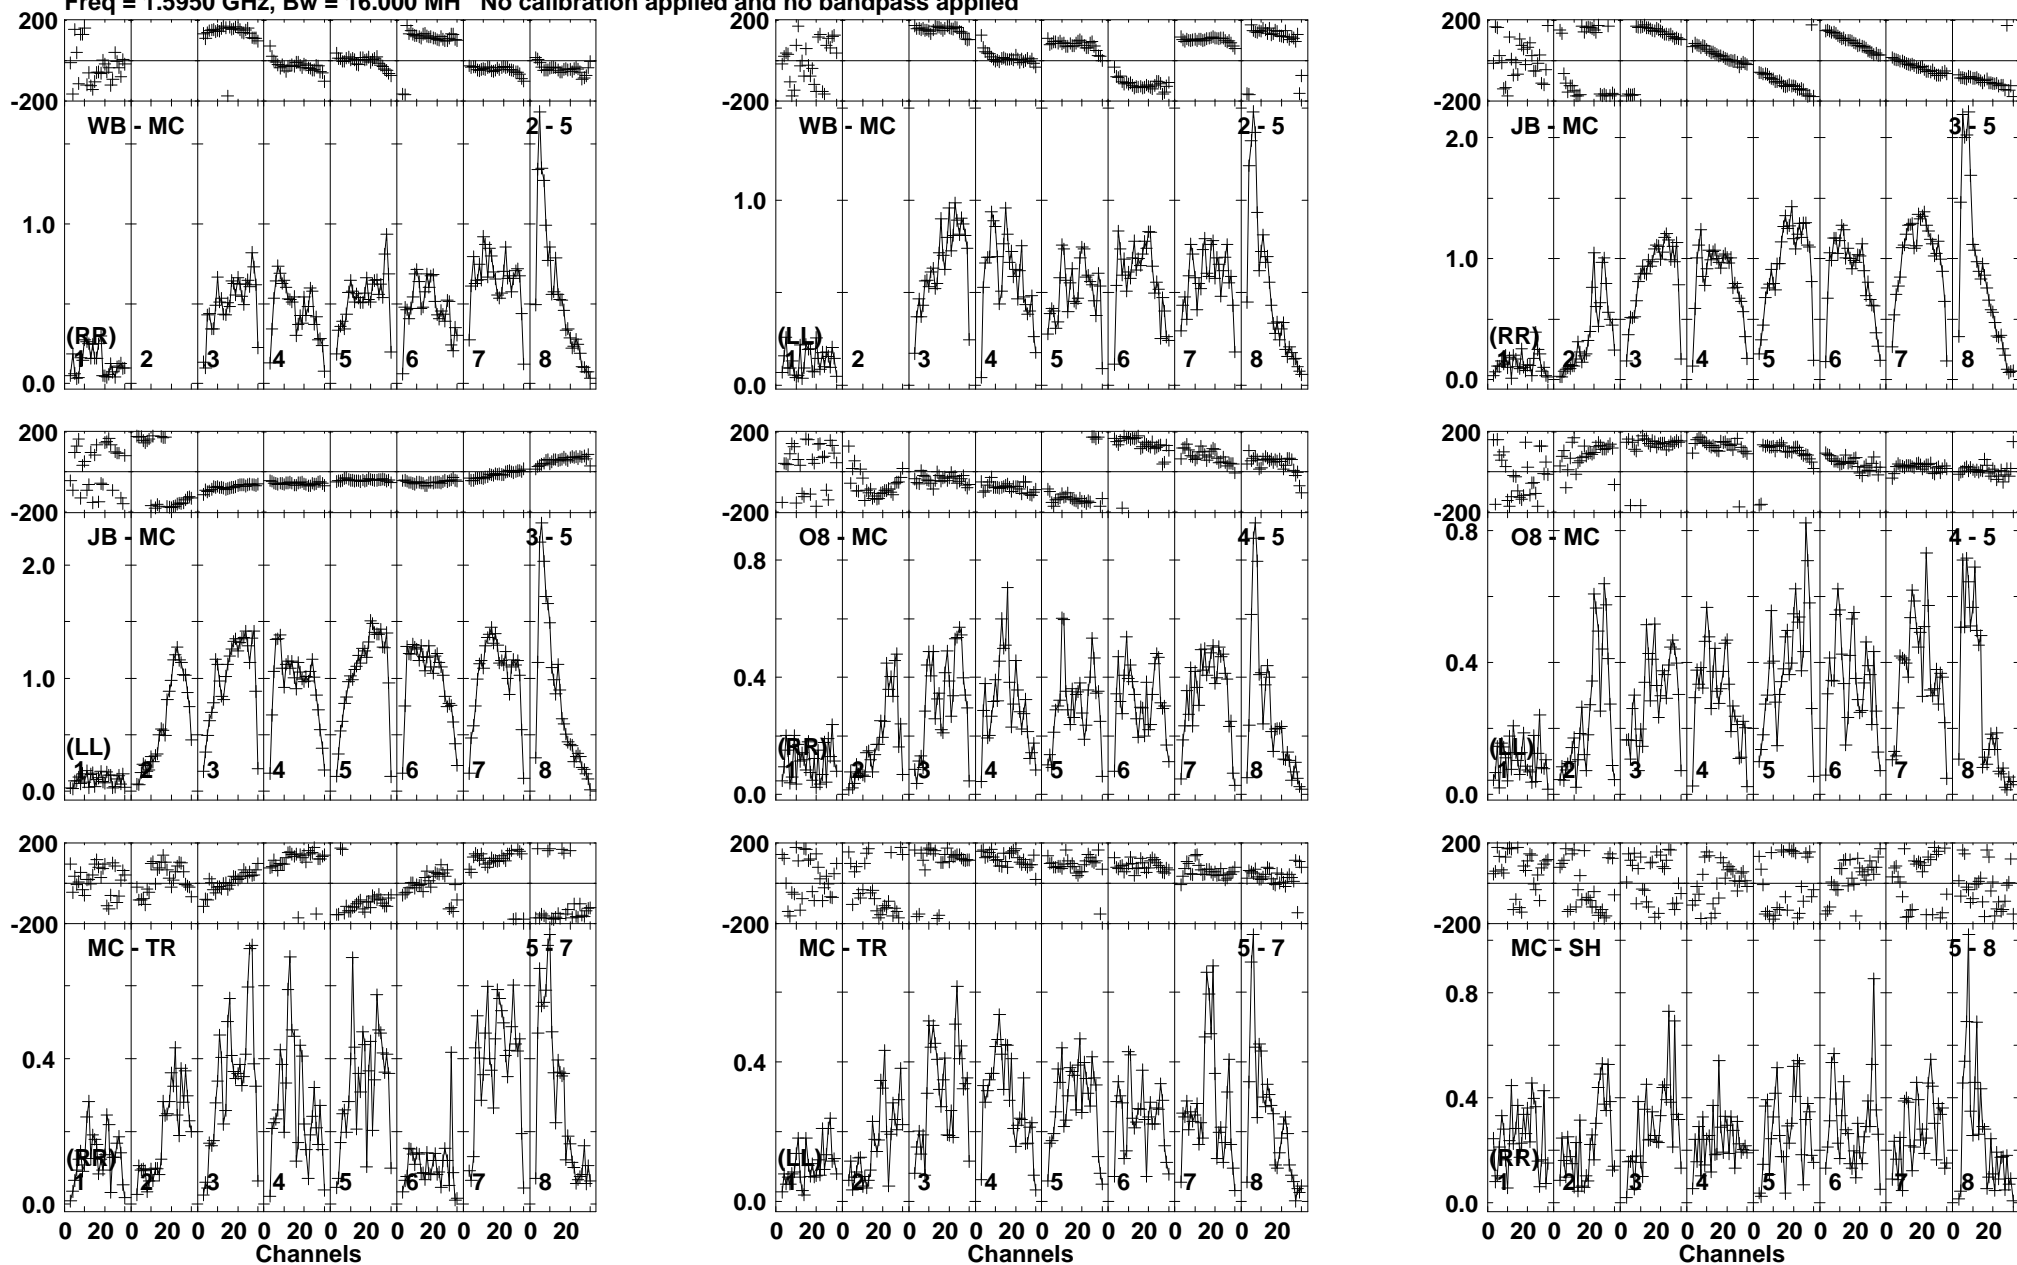 Freq = 1.5950 GHz, Bw = 16.000 MH No calibration applied and no bandpass applied
200 200 200
-200 -200 -200
WB - MC 2 - 5 WB - MC 2 - 5 JB - MC 3 - 5
2.0
1.0 1.0 1.0
(RR) (LL) (RR)
1 2 3 4 5 6 7 8 1 2 3 4 5 6 7 8 1 2 3 4 5 6 7 8
0.0 0.0 0.0
200 200 200
-200 -200 -200
JB - MC 3 - 5 O8 - MC 4 - 5 O8 - MC 4 - 5
2.0 0.8 0.8
1.0 0.4 0.4
(LL) (RR) (LL)
1 2 3 4 5 6 7 8 1 2 3 4 5 6 7 8 1 2 3 4 5 6 7 8
0.0 0.0 0.0
200 200 200
-200 -200 -200
MC - TR 5 - 7 MC - TR 5 - 7 MC - SH 5 - 8
0.8
0.4 0.4 0.4
(RR) (LL) (RR)
1 2 3 4 5 6 7 8 1 2 3 4 5 6 7 8 1 2 3 4 5 6 7 8
0.0 0.0 0.0
0 20 0 20 0 20 0 20 0 20 0 20 0 20 0 20 0 20 0 20 0 20 0 20 0 20 0 20 0 20 0 20 0 20 0 20 0 20 0 20 0 20 0 20 0 20 0 20
Channels Channels Channels